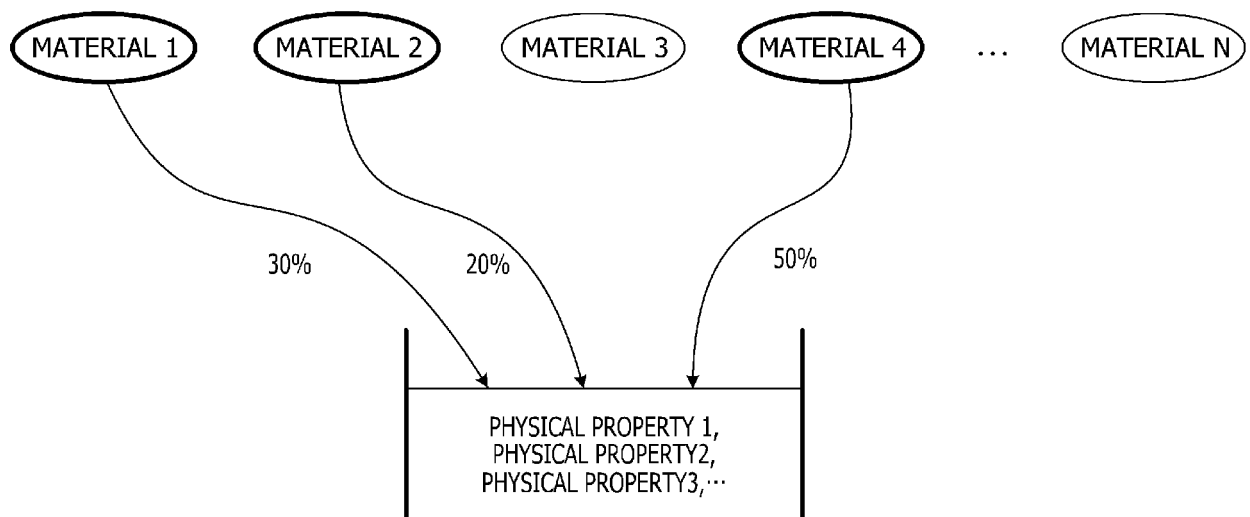 MATERIAL 1 MATERIAL 2 MATERIAL 3 MATERIAL 4 ... MATERIAL N
30% 20% 50%
PHYSICAL PROPERTY 1,
PHYSICAL PROPERTY2,
PHYSICAL PROPERTY3,...